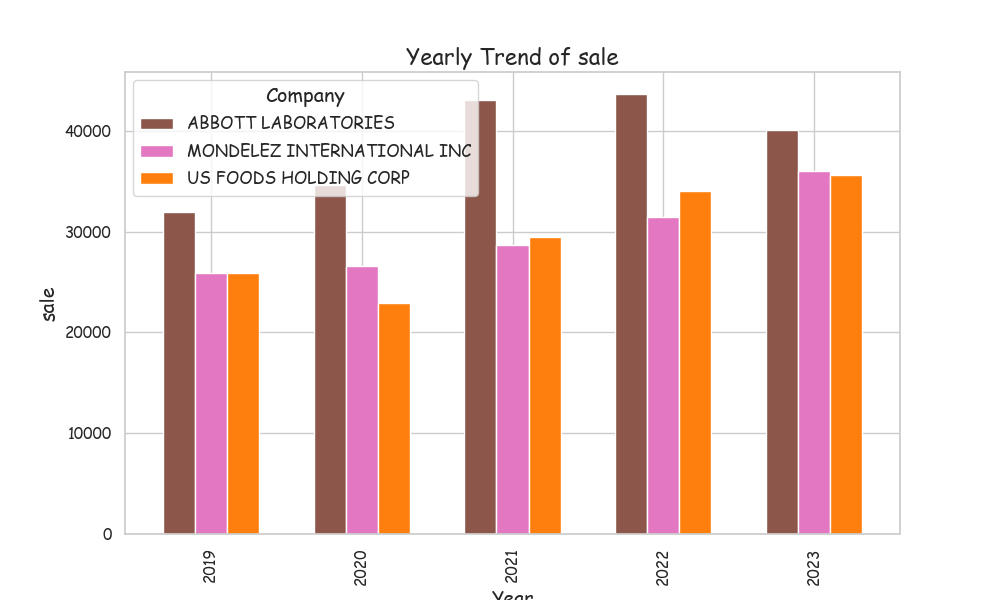 Yearly Trend of sale
Company
ABBOTT LABORATORIES
MONDELEZ INTERNATIONAL INC
US FOODS HOLDING CORP
sale
40000
30000
20000
10000
0
2019
2020
2021
2022
2023
Year